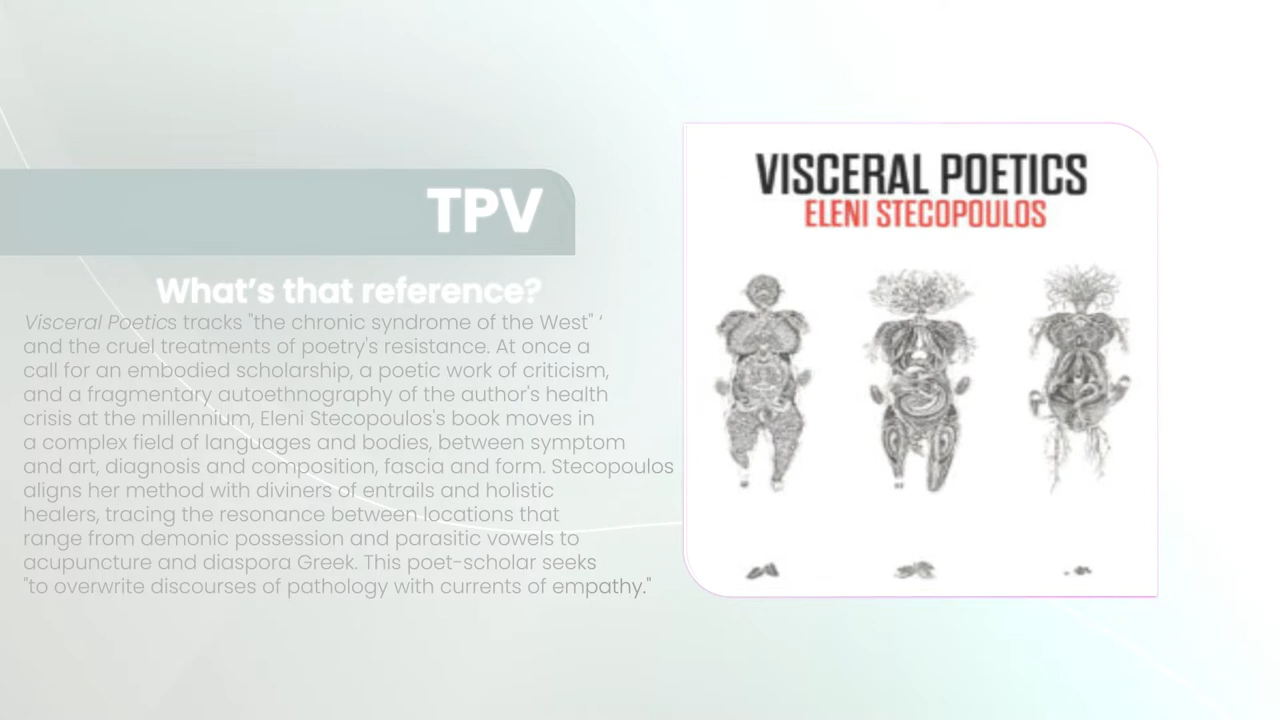 TPV
What’s that reference?
Visceral Poetics tracks "the chronic syndrome of the West" ‘
and the cruel treatments of poetry's resistance. At once a
call for an embodied scholarship, a poetic work of criticism,
and a fragmentary autoethnography of the author's health
crisis at the millennium, Eleni Stecopoulos's book moves in
a complex field of languages and bodies, between symptom
and art, diagnosis and composition, fascia and form. Stecopoulos
aligns her method with diviners of entrails and holistic
healers, tracing the resonance between locations that
range from demonic possession and parasitic vowels to
acupuncture and diaspora Greek. This poet-scholar seeks
"to overwrite discourses of pathology with currents of empathy."
VISCERAL POETICS
ELENI STECOPOULOS